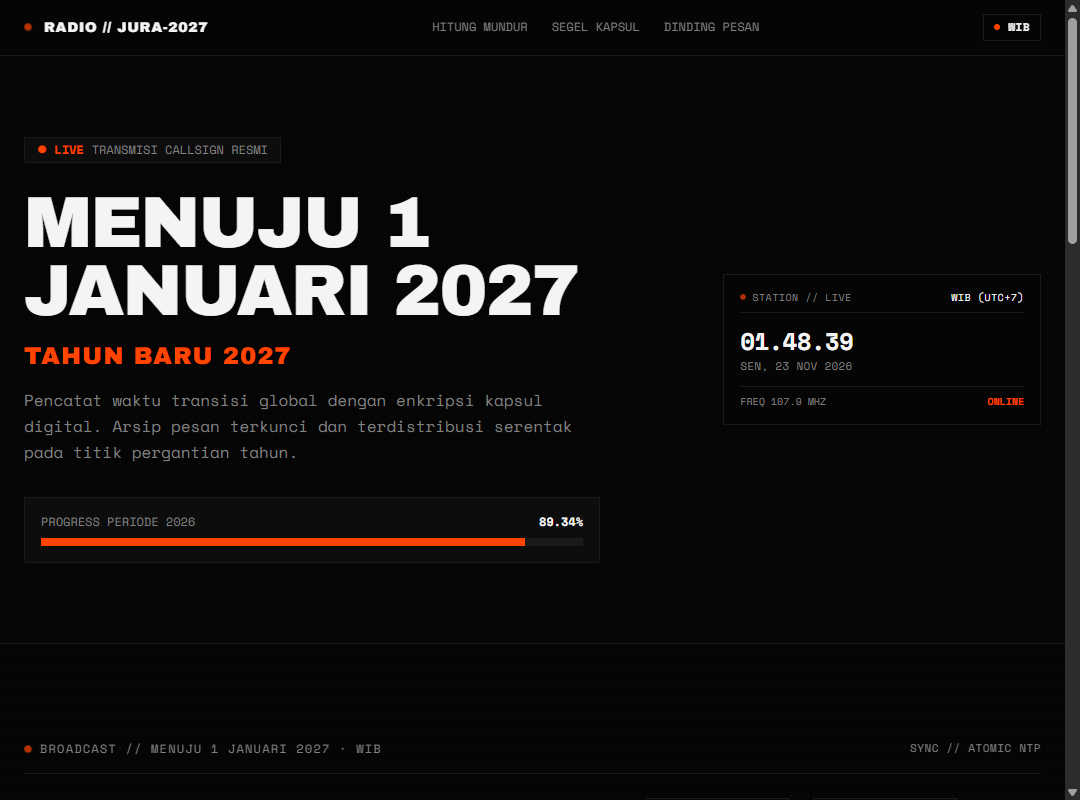 RADIO // JURA-2027
HITUNG MUNDUR
SEGEL KAPSUL
DINDING PESAN
WIB
LIVE TRANSMISI CALLSIGN RESMI
MENUJU 1
JANUARI 2027
TAHUN BARU 2027
Pencatat waktu transisi global dengan enkripsi kapsul
digital. Arsip pesan terkunci dan terdistribusi serentak
pada titik pergantian tahun.
PROGRESS PERIODE 2026
89.34%
STATION // LIVE
WIB (UTC+7)
01.48.39
SEN, 23 NOV 2026
FREQ 107.9 MHZ
ONLINE
BROADCAST // MENUJU 1 JANUARI 2027 · WIB
SYNC // ATOMIC NTP